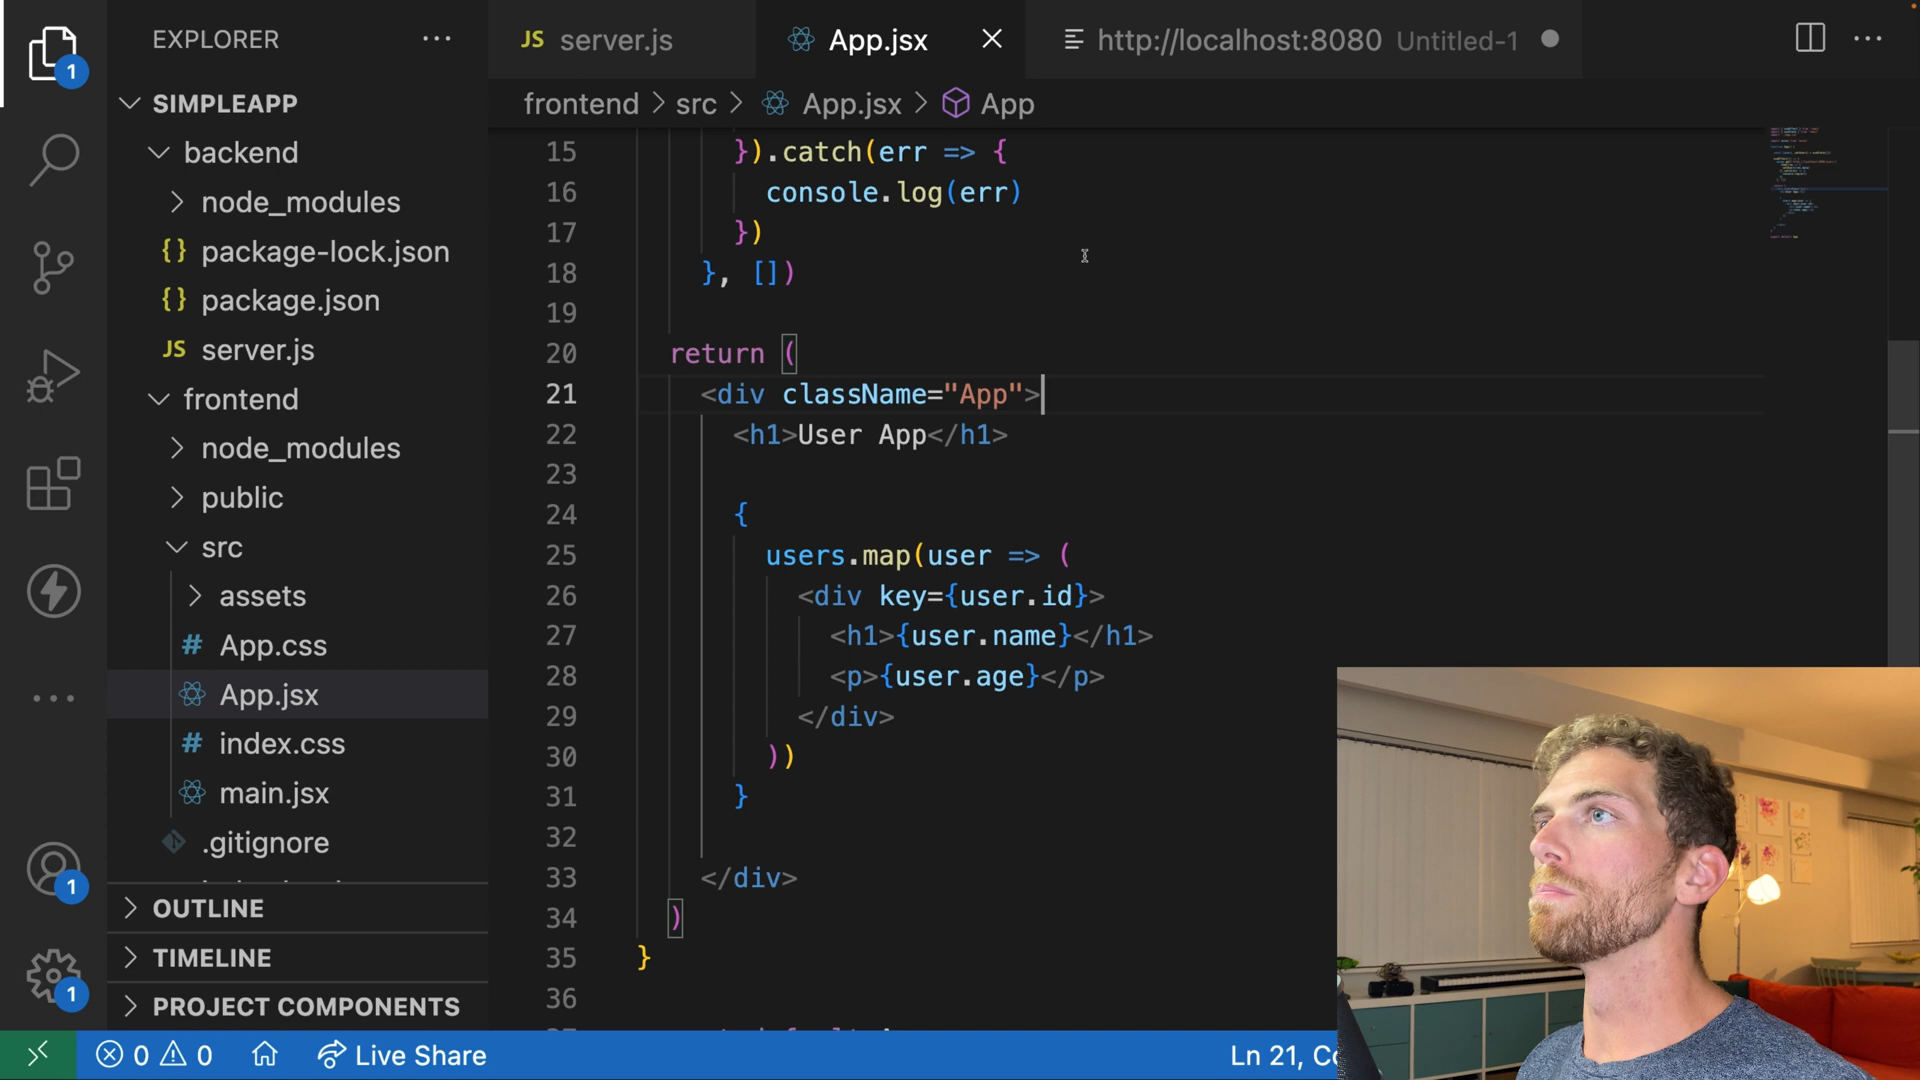 EXPLORER
JS server.js
App.jsx
http://localhost:8080 Untitled-1
1
SIMPLEAPP
backend
node_modules
{} package-lock.json
{} package.json
JS server.js
frontend
node_modules
public
src
assets
# App.css
App.jsx
# index.css
main.jsx
.gitignore
OUTLINE
TIMELINE
PROJECT COMPONENTS
1
1
frontend > src > App.jsx > App
15 }).catch(err => {
16 console.log(err)
17 })
18 }, [])
19
20 return (
21 <div className="App">
22 <h1>User App</h1>
23
24 {
25 users.map(user => (
26 <div key={user.id}>
27 <h1>{user.name}</h1>
28 <p>{user.age}</p>
29 </div>
30 ))
31 }
32
33 </div>
34 )
35 }
36
0 0 Live Share
Ln 21,